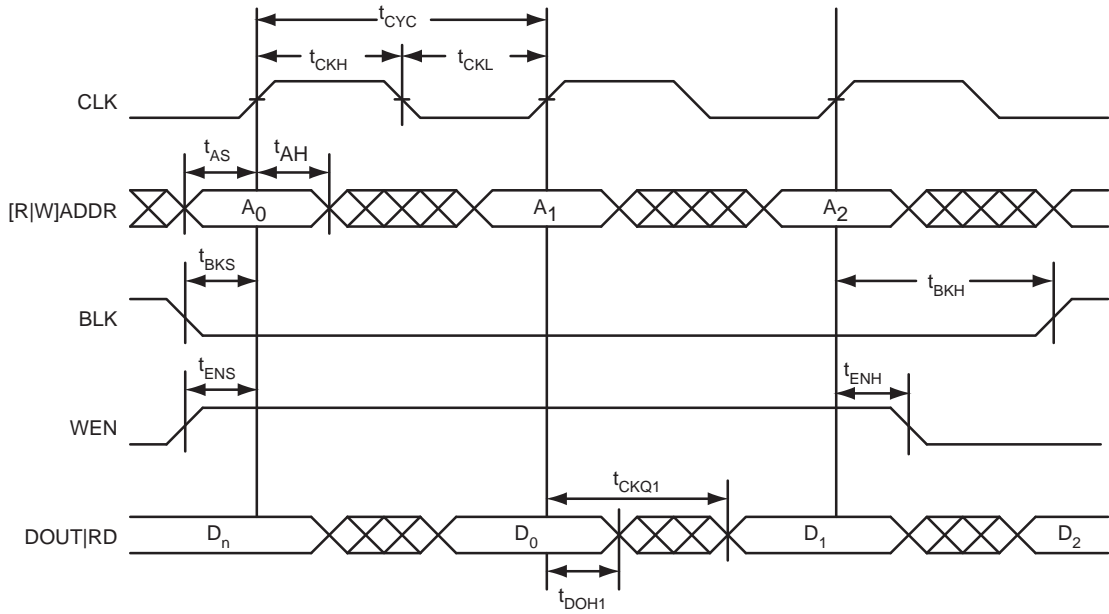 tCYC
tCKH tCKL
CLK
tAS tAH
[R|W]ADDR A0 A1 A2
tBKS tBKH
BLK
tENS tENH
WEN
tCKQ1
DOUT|RD Dn D0 D1 D2
tDOH1